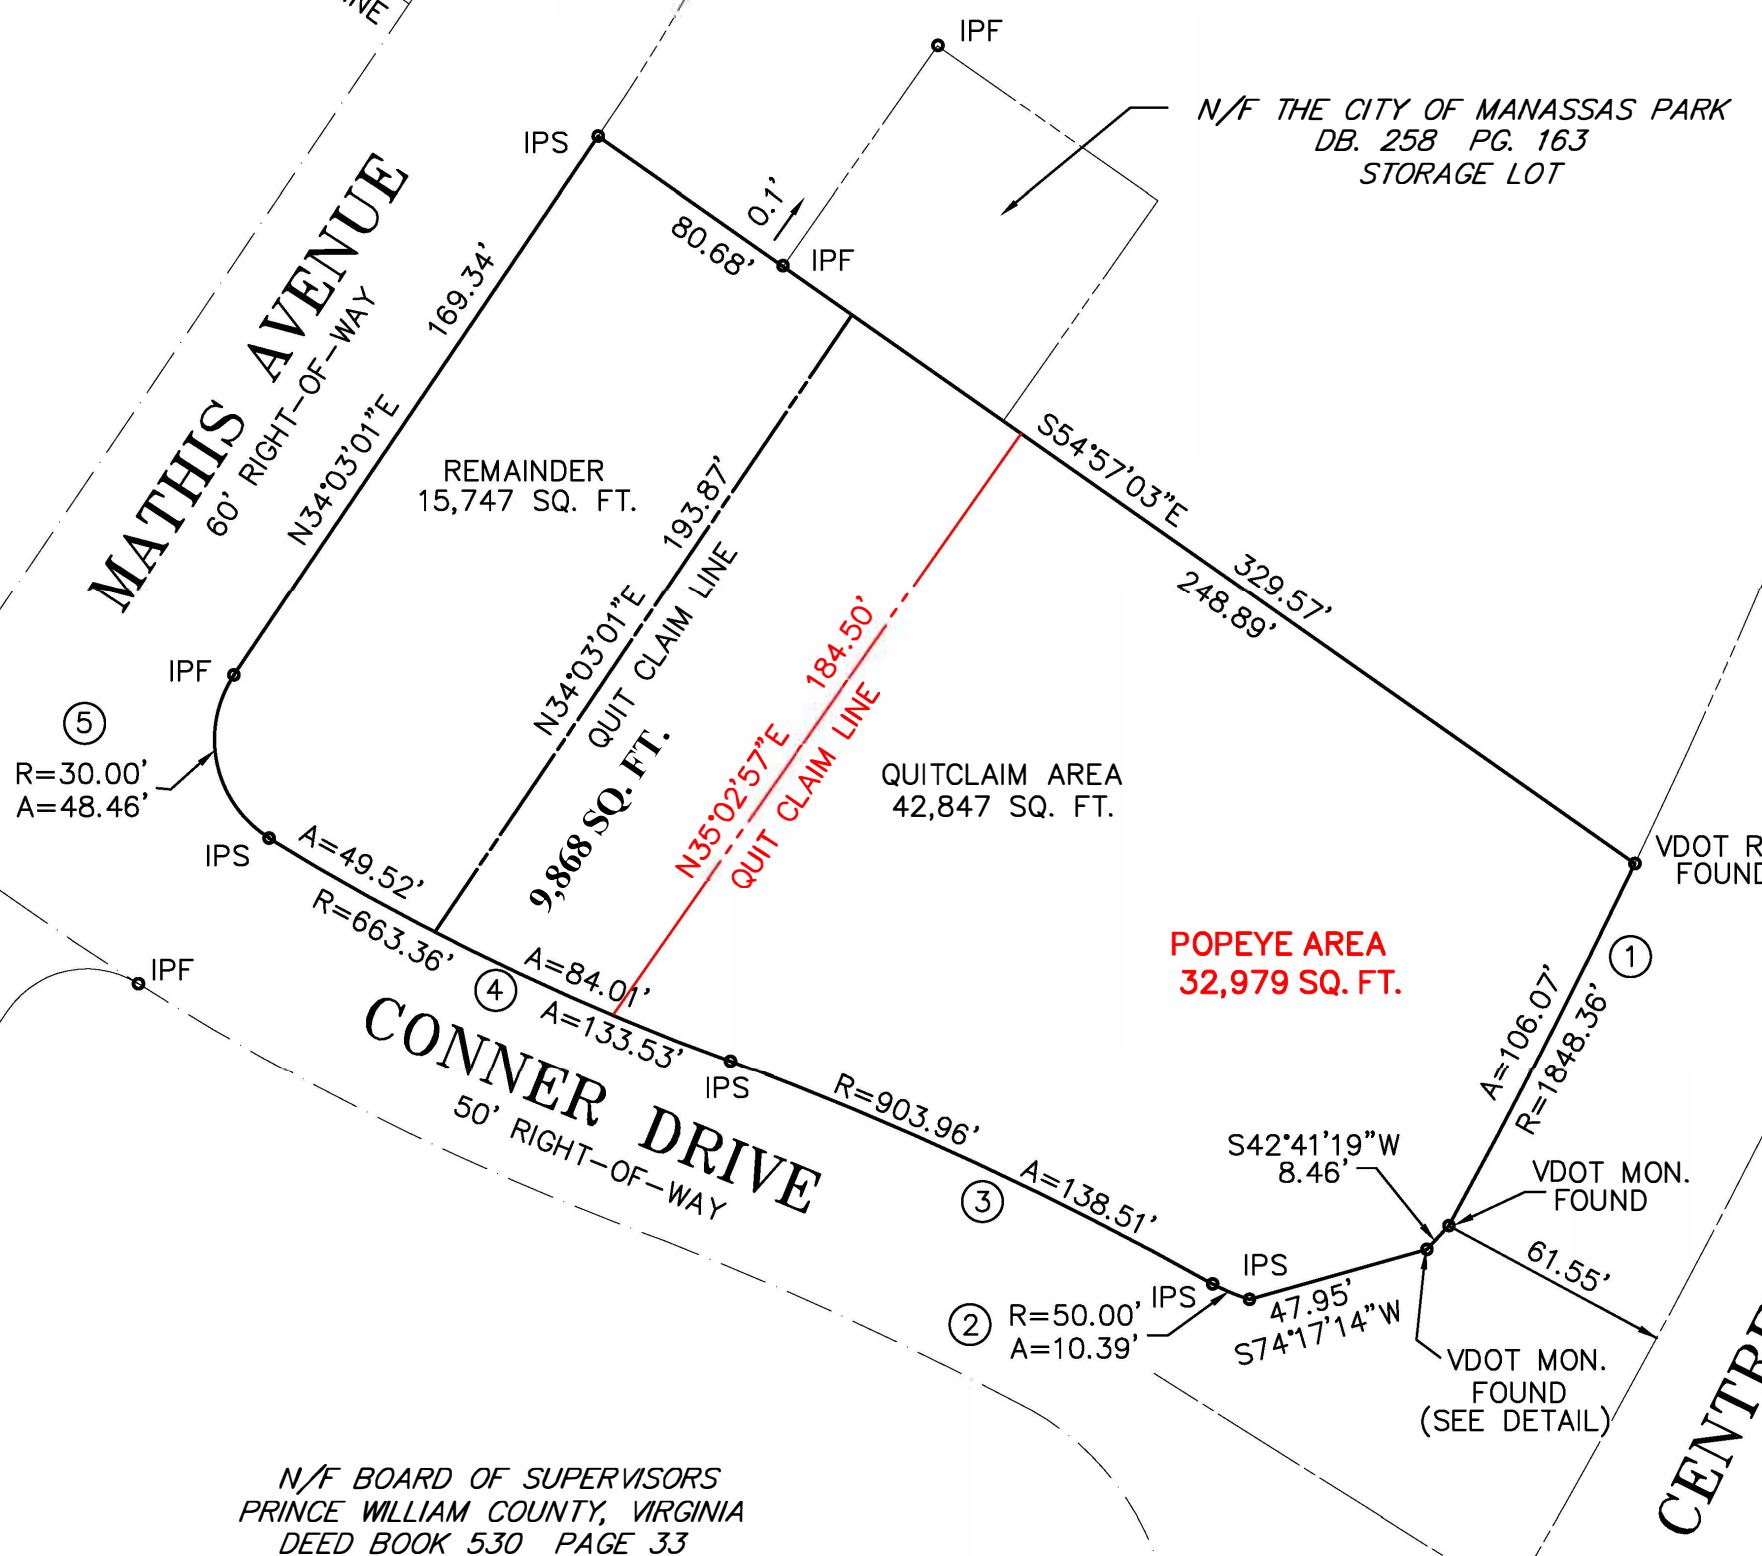 IPF
N/F THE CITY OF MANASSAS PARK
DB. 258 PG. 163
STORAGE LOT
IPS
0.1'
80.68'
IPF
MATHIS AVENUE
60' RIGHT-OF-WAY
169.34'
N34°03'01"E
REMAINDER
15,747 SQ. FT.
193.87'
N34°03'01"E
QUIT CLAIM LINE
S54°57'03"E
329.57'
248.89'
9,868 SQ. FT.
184.50'
N35°02'57"E
QUIT CLAIM LINE
QUITCLAIM AREA
42,847 SQ. FT.
IPF
5
R=30.00'
A=48.46'
IPS
A=49.52'
R=663.36'
4
A=84.01'
A=133.53'
VDOT R
FOUND
POPEYE AREA
32,979 SQ. FT.
1
A=106.07'
R=1848.36'
IPF
CONNER DRIVE
50' RIGHT-OF-WAY
IPS
R=903.96'
A=138.51'
3
S42°41'19"W
8.46'
VDOT MON.
FOUND
61.55'
IPS
IPS
2
R=50.00'
A=10.39'
47.95'
S74°17'14"W
VDOT MON.
FOUND
(SEE DETAIL)
CENTRE
N/F BOARD OF SUPERVISORS
PRINCE WILLIAM COUNTY, VIRGINIA
DEED BOOK 530 PAGE 33